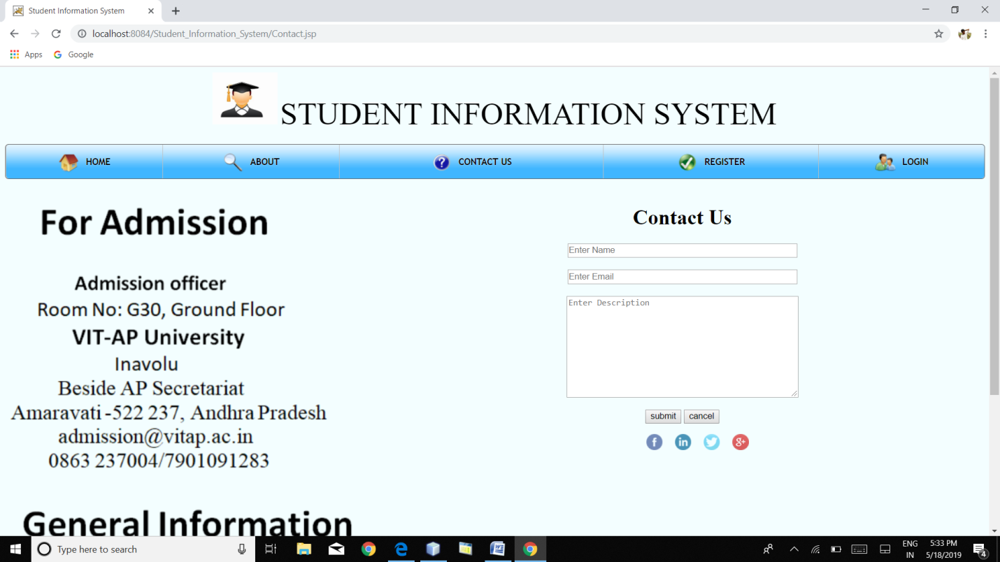 Student Information System
localhost:8084/Student_Information_System/Contact.jsp
Apps Google
STUDENT INFORMATION SYSTEM
HOME ABOUT CONTACT US REGISTER LOGIN
For Admission
Admission officer
Room No: G30, Ground Floor
VIT-AP University
Inavolu
Beside AP Secretariat
Amaravati -522 237, Andhra Pradesh
admission@vitap.ac.in
0863 237004/7901091283
General Information
Contact Us
Enter Name
Enter Email
Enter Description
submit cancel
f in g+
Type here to search
ENG 5:33 PM
IN 5/18/2019 4